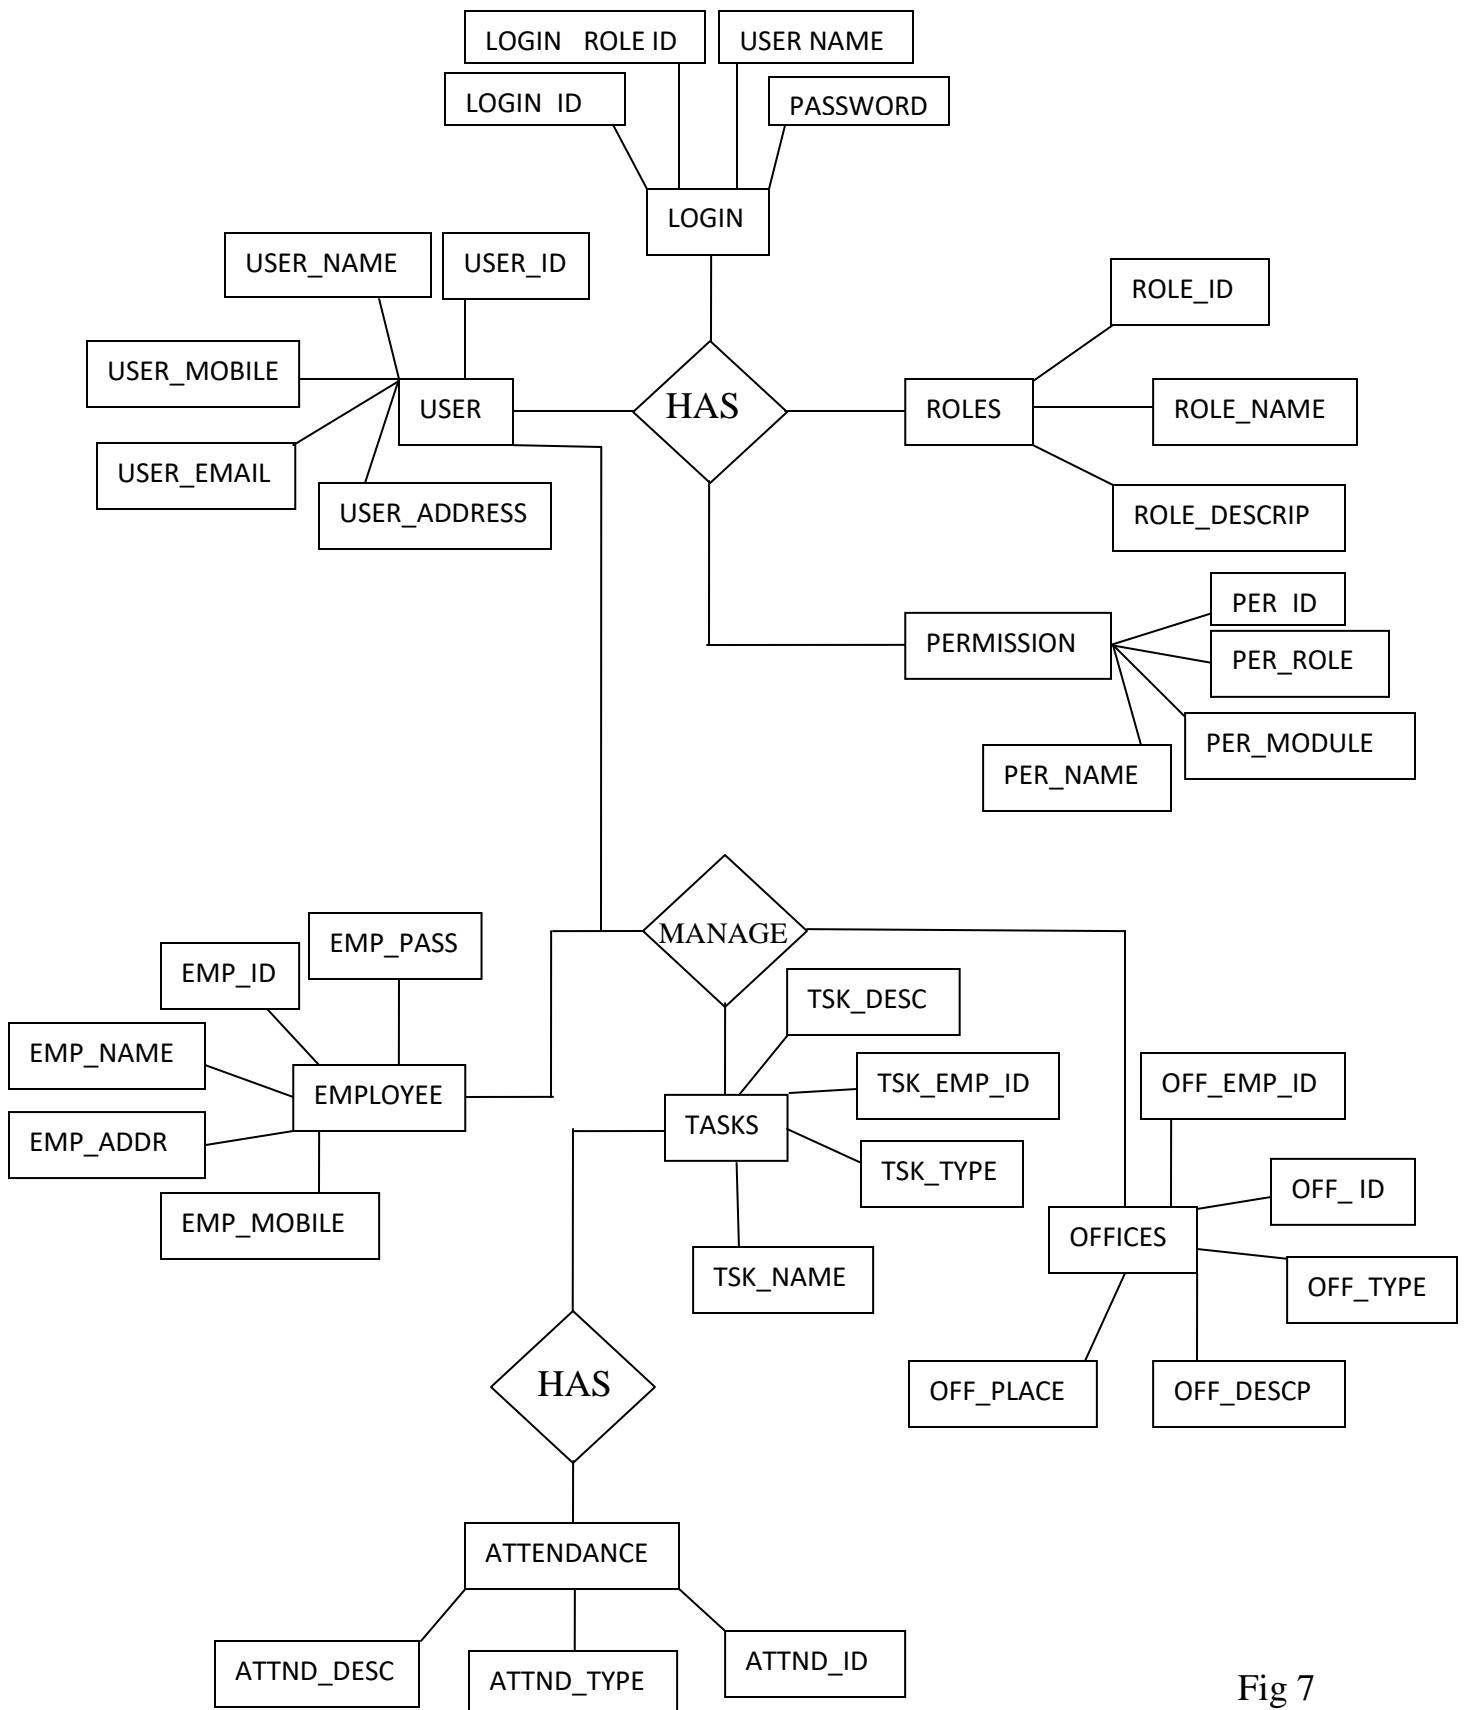 LOGIN ROLE ID
USER NAME
LOGIN ID
PASSWORD
LOGIN
USER_NAME
USER_ID
ROLE_ID
USER_MOBILE
USER
HAS
ROLES
ROLE_NAME
USER_EMAIL
USER_ADDRESS
ROLE_DESCRIP
PER ID
PERMISSION
PER_ROLE
PER_MODULE
PER_NAME
MANAGE
EMP_PASS
EMP_ID
TSK_DESC
EMP_NAME
EMPLOYEE
TSK_EMP_ID
OFF_EMP_ID
EMP_ADDR
TASKS
TSK_TYPE
OFF_ ID
EMP_MOBILE
OFFICES
TSK_NAME
OFF_TYPE
HAS
OFF_PLACE
OFF_DESCP
ATTENDANCE
ATTND_DESC
ATTND_TYPE
ATTND_ID
Fig 7